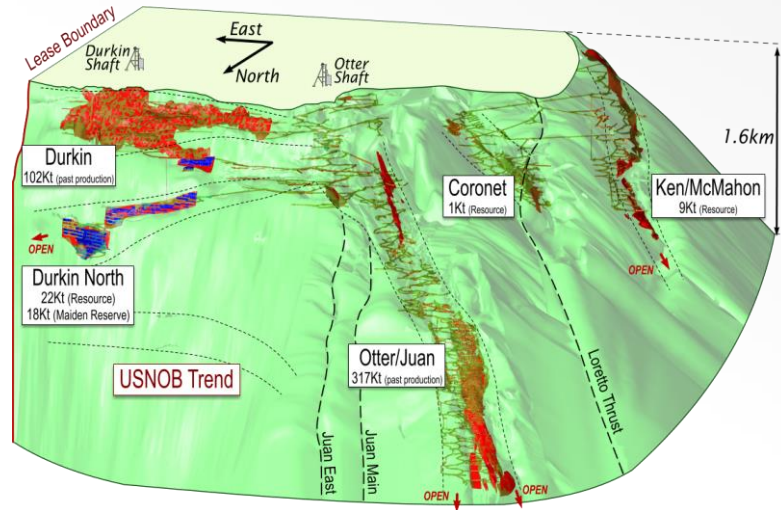 Lease Boundary
East
North
Durkin
Shaft
Otter
Shaft
1.6km
Durkin
102Kt (past production)
Coronet
1Kt (Resource)
Ken/McMahon
9Kt (Resource)
OPEN
OPEN
Durkin North
22Kt (Resource)
18Kt (Maiden Reserve)
Otter/Juan
317Kt (past production)
USNOB Trend
Loretto Thrust
Juan East
Juan Main
OPEN
OPEN